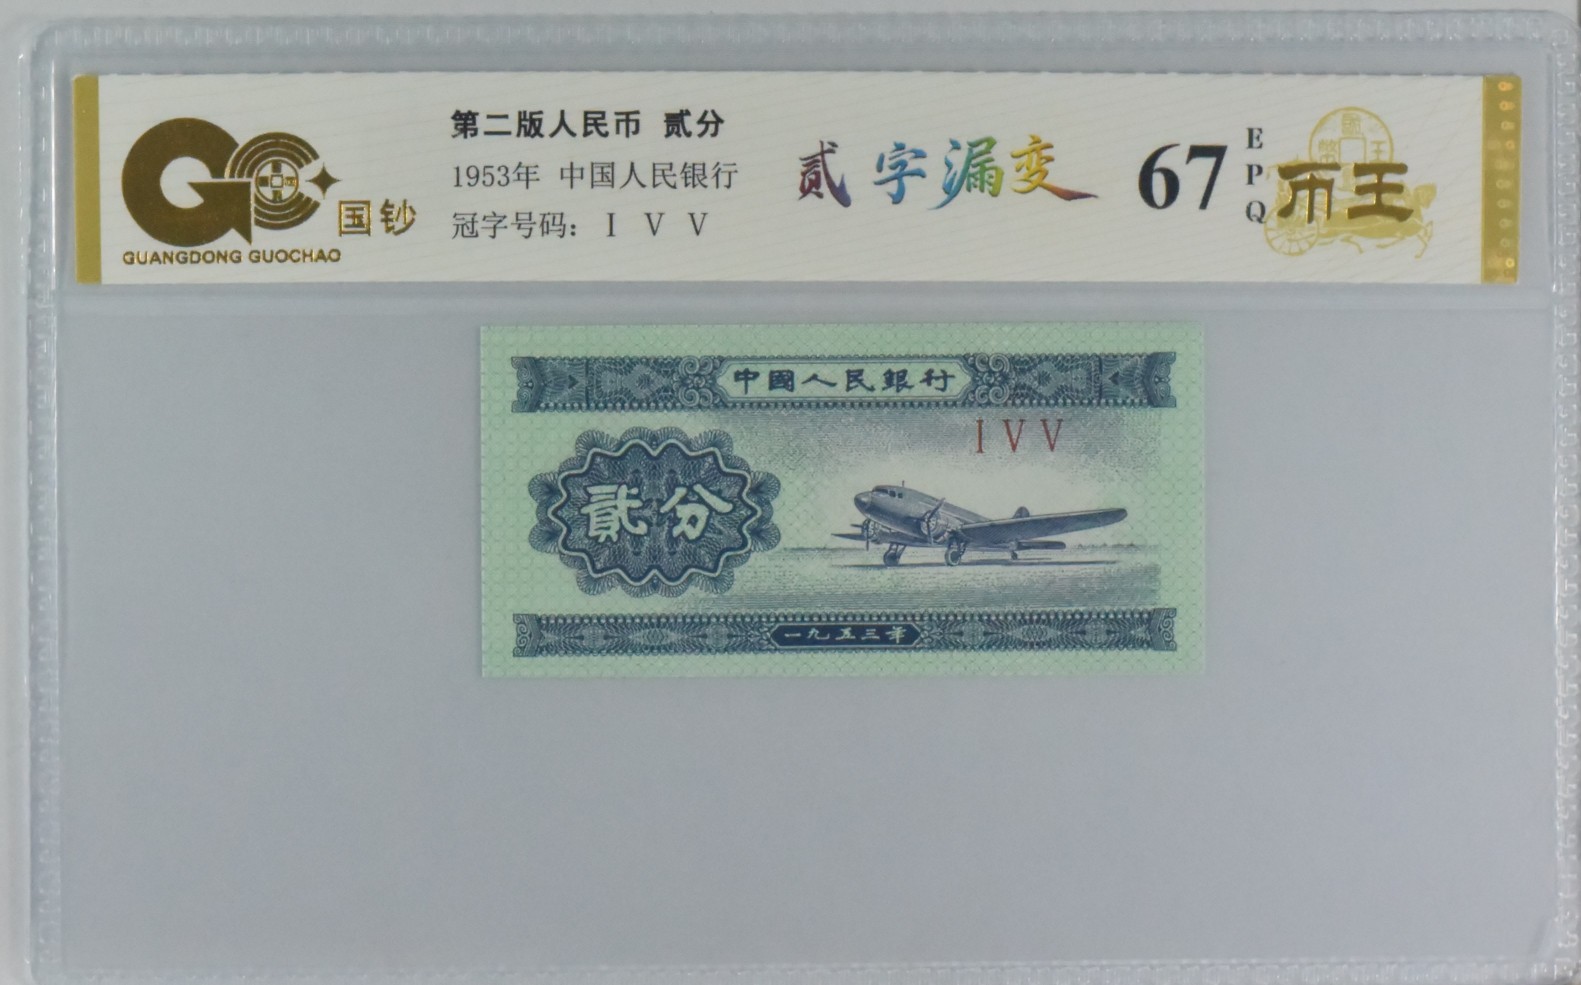 第二版人民币 贰分
1953年 中国人民银行
冠字号码： I V V
国钞
GUANGDONG GUOCHAO
贰字漏变
67
EPQ
币王
中國人民銀行
I V V
貳分
一九五三年